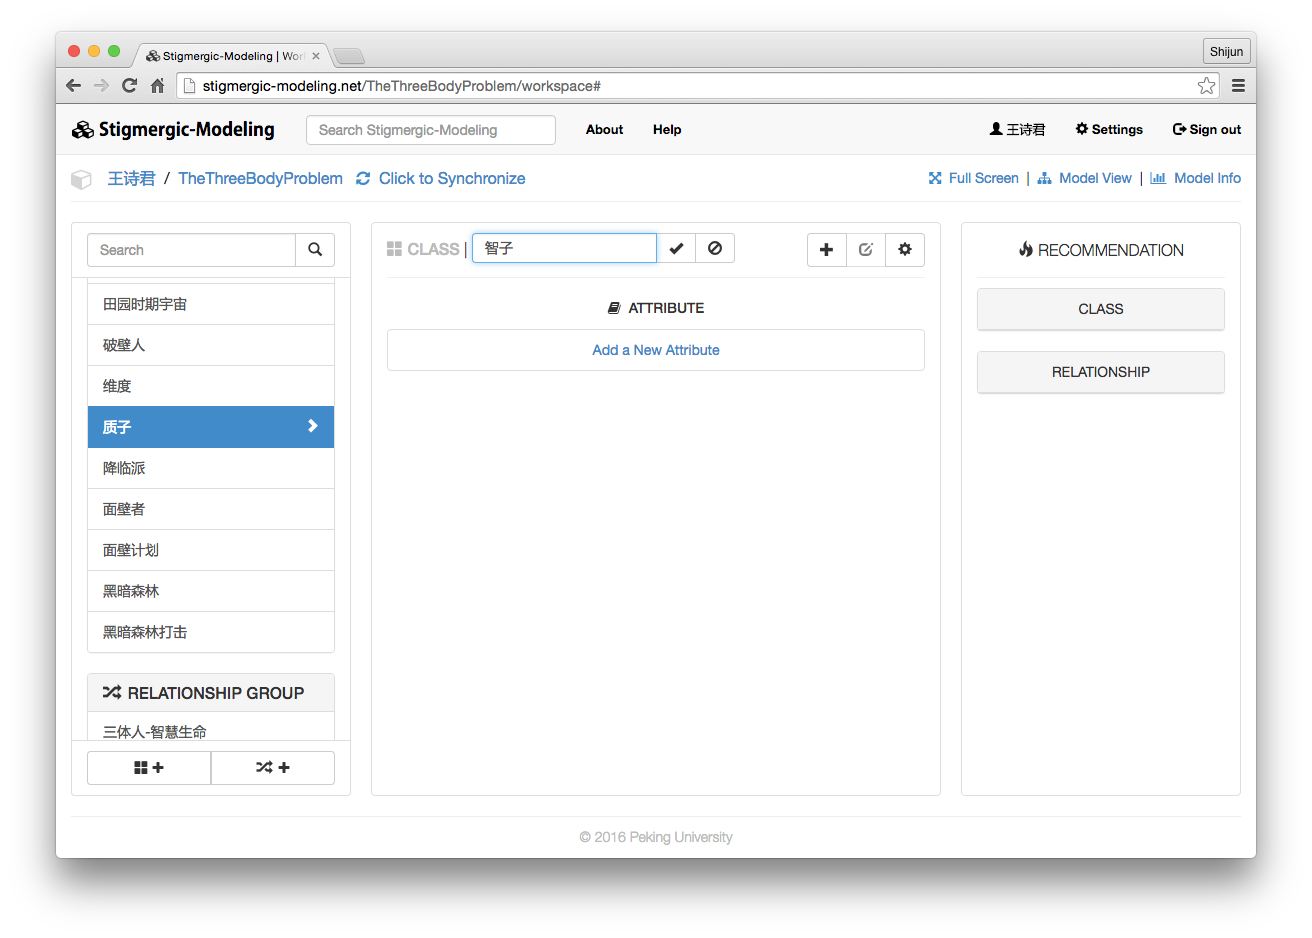 Stigmergic-Modeling | Wor
Shijun
stigmergic-modeling.net/TheThreeBodyProblem/workspace#
Stigmergic-Modeling
Search Stigmergic-Modeling
About
Help
王诗君
Settings
Sign out
王诗君 / TheThreeBodyProblem
Click to Synchronize
Full Screen | Model View | Model Info
Search
田园时期宇宙
破壁人
维度
质子
降临派
面壁者
面壁计划
黑暗森林
黑暗森林打击
RELATIONSHIP GROUP
三体人-智慧生命
CLASS | 智子
ATTRIBUTE
Add a New Attribute
RECOMMENDATION
CLASS
RELATIONSHIP
© 2016 Peking University